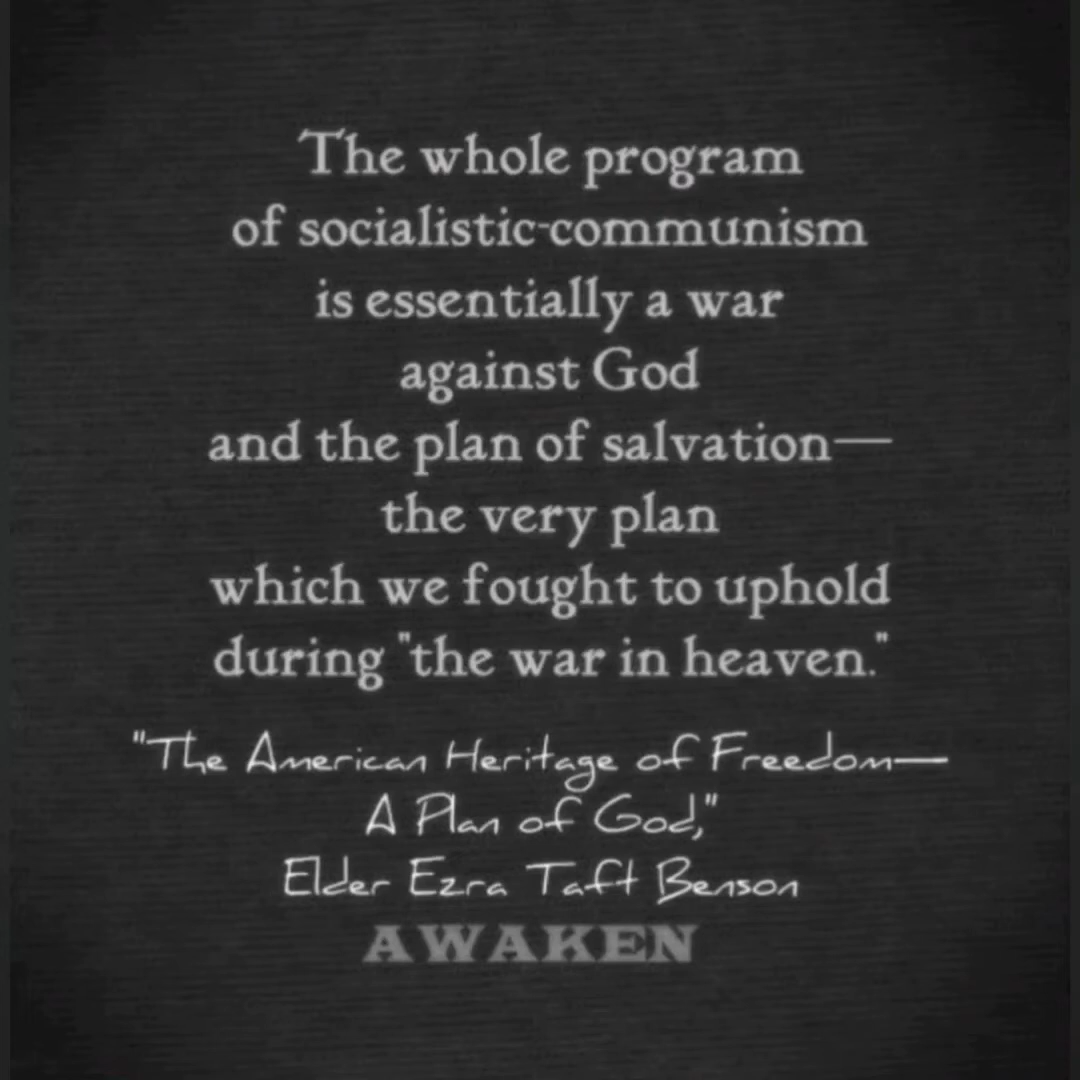 The whole program
of socialistic-communism
is essentially a war
against God
and the plan of salvation—
the very plan
which we fought to uphold
during "the war in heaven."
"The American Heritage of Freedom—
A Plan of God,"
Elder Ezra Taft Benson
AWAKEN